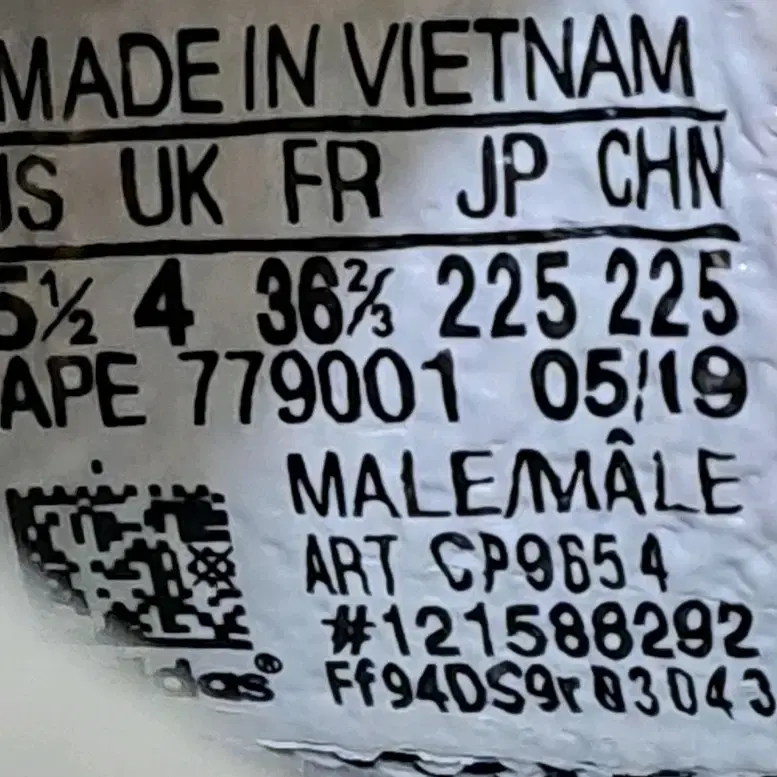 MADE IN VIETNAM
US UK FR JP CHN
5½ 4 36⅔ 225 225
APE 779001 05/19
MALE/MÂLE
ART CP9654
#121588292
adidas®